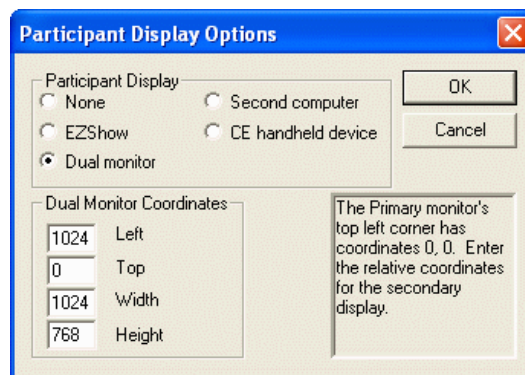 Participant Display Options
Participant Display
None
Second computer
EZShow
CE handheld device
Dual monitor
OK
Cancel
Dual Monitor Coordinates
1024 Left
0 Top
1024 Width
768 Height
The Primary monitor's
top left corner has
coordinates 0, 0. Enter
the relative coordinates
for the secondary
display.